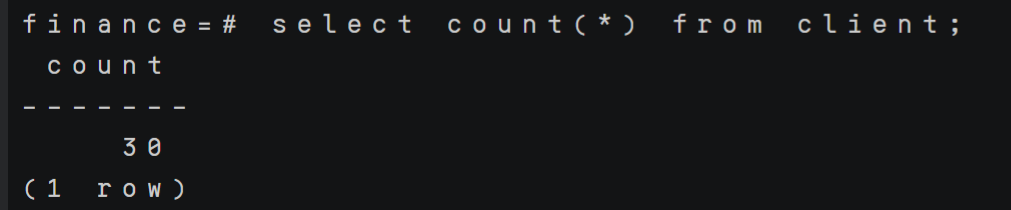 finance=# select count(*) from client;
 count
-------
    30
(1 row)